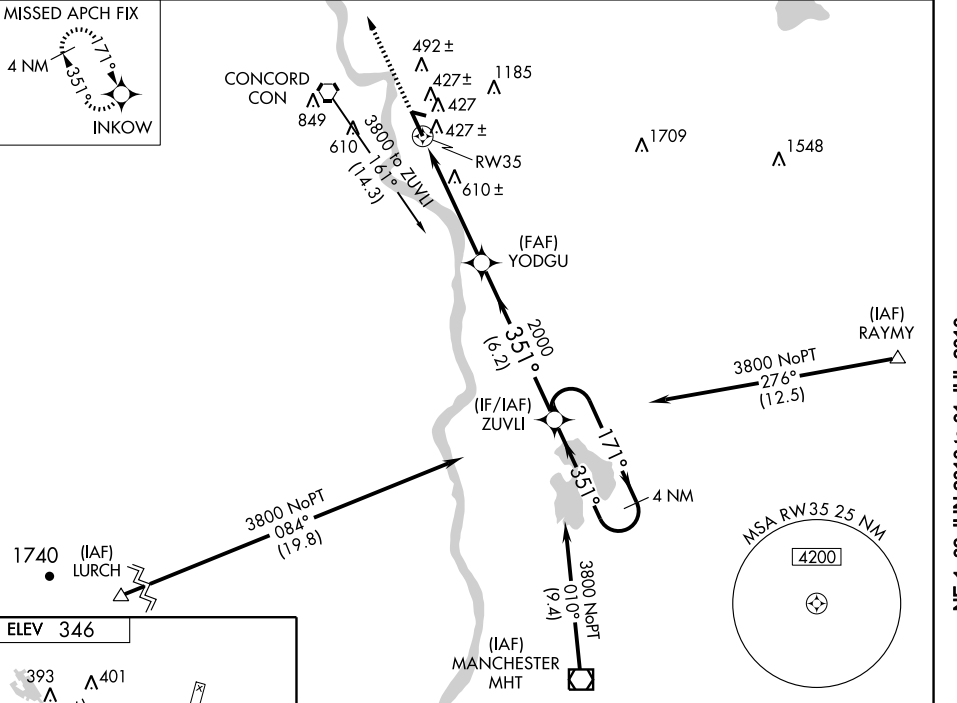 MISSED APCH FIX
4 NM
171°
351°
INKOW
CONCORD
CON
849
610
492 ±
427 ±
427
427 ±
1185
1709
1548
RW35
610 ±
3800 to ZUVLI
161°
(14.3)
(FAF)
YODGU
2000
351°
(6.2)
(IAF)
RAYMY
3800 NoPT
276°
(12.5)
(IF/IAF)
ZUVLI
171°
351°
4 NM
3800 NoPT
084°
(19.8)
1740
(IAF)
LURCH
3800 NoPT
010°
(9.4)
(IAF)
MANCHESTER
MHT
MSA RW35 25 NM
4200
ELEV 346
393
401